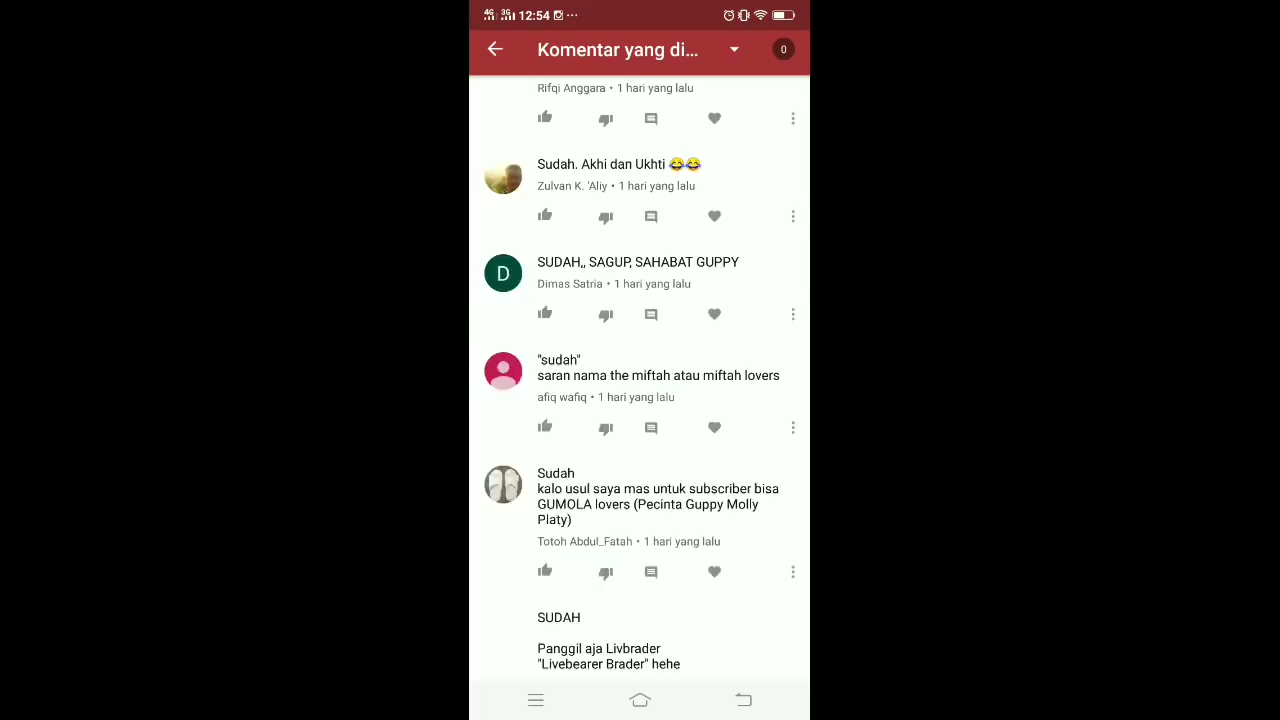 4G 3G 12:54
Komentar yang di...
0
Rifqi Anggara • 1 hari yang lalu
Sudah. Akhi dan Ukhti 😂😂
Zulvan K. 'Aliy • 1 hari yang lalu
D
SUDAH,, SAGUP, SAHABAT GUPPY
Dimas Satria • 1 hari yang lalu
"sudah"
saran nama the miftah atau miftah lovers
afiq wafiq • 1 hari yang lalu
Sudah
kalo usul saya mas untuk subscriber bisa
GUMOLA lovers (Pecinta Guppy Molly
Platy)
Totoh Abdul_Fatah • 1 hari yang lalu
SUDAH
Panggil aja Livbrader
"Livebearer Brader" hehe